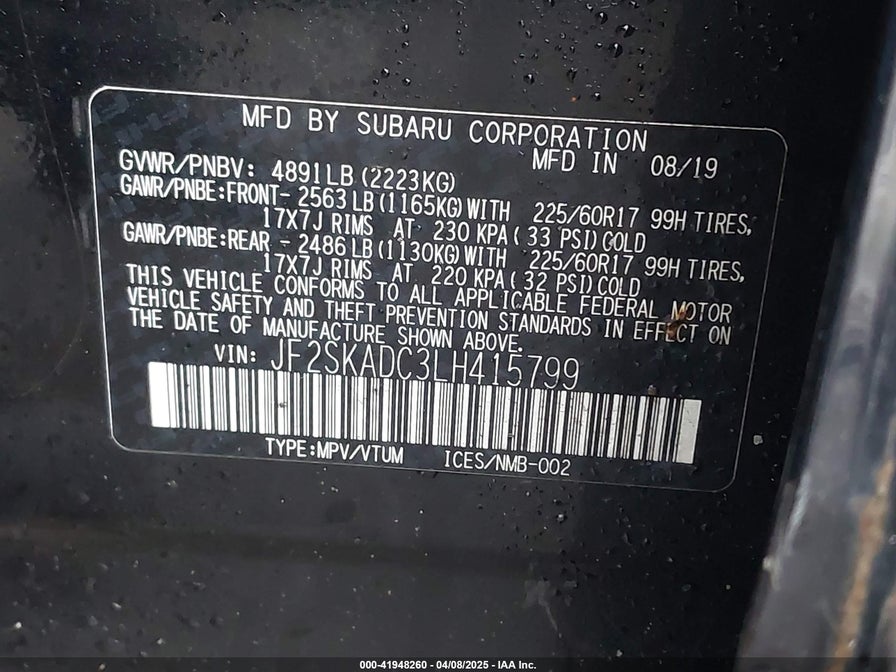 MFD BY SUBARU CORPORATION
MFD IN 08/19
GVWR/PNBV: 4891LB (2223KG)
GAWR/PNBE:FRONT- 2563LB (1165KG) WITH 225/60R17 99H TIRES,
17X7J RIMS AT 230 KPA ( 33 PSI) COLD
GAWR/PNBE:REAR - 2486LB (1130KG) WITH 225/60R17 99H TIRES,
17X7J RIMS AT 220 KPA ( 32 PSI) COLD
THIS VEHICLE CONFORMS TO ALL APPLICABLE FEDERAL MOTOR
VEHICLE SAFETY AND THEFT PREVENTION STANDARDS IN EFFECT ON
THE DATE OF MANUFACTURE SHOWN ABOVE.
VIN: JF2SKADC3LH415799
TYPE:MPV/VTUM ICES/NMB-002
000-41948260 - 04/08/2025 - IAA Inc.